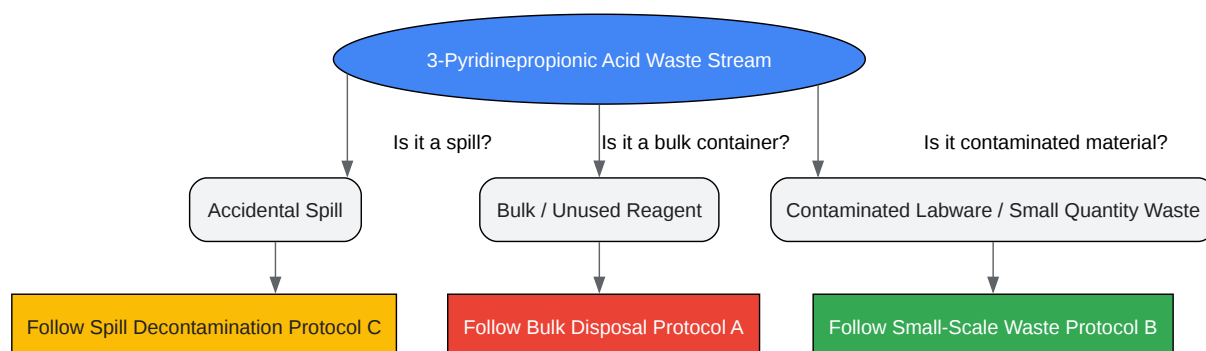 3-Pyridinepropionic Acid Waste Stream
Is it a spill?
Is it a bulk container?
Is it contaminated material?
Accidental Spill
Bulk / Unused Reagent
Contaminated Labware / Small Quantity Waste
Follow Spill Decontamination Protocol C
Follow Bulk Disposal Protocol A
Follow Small-Scale Waste Protocol B